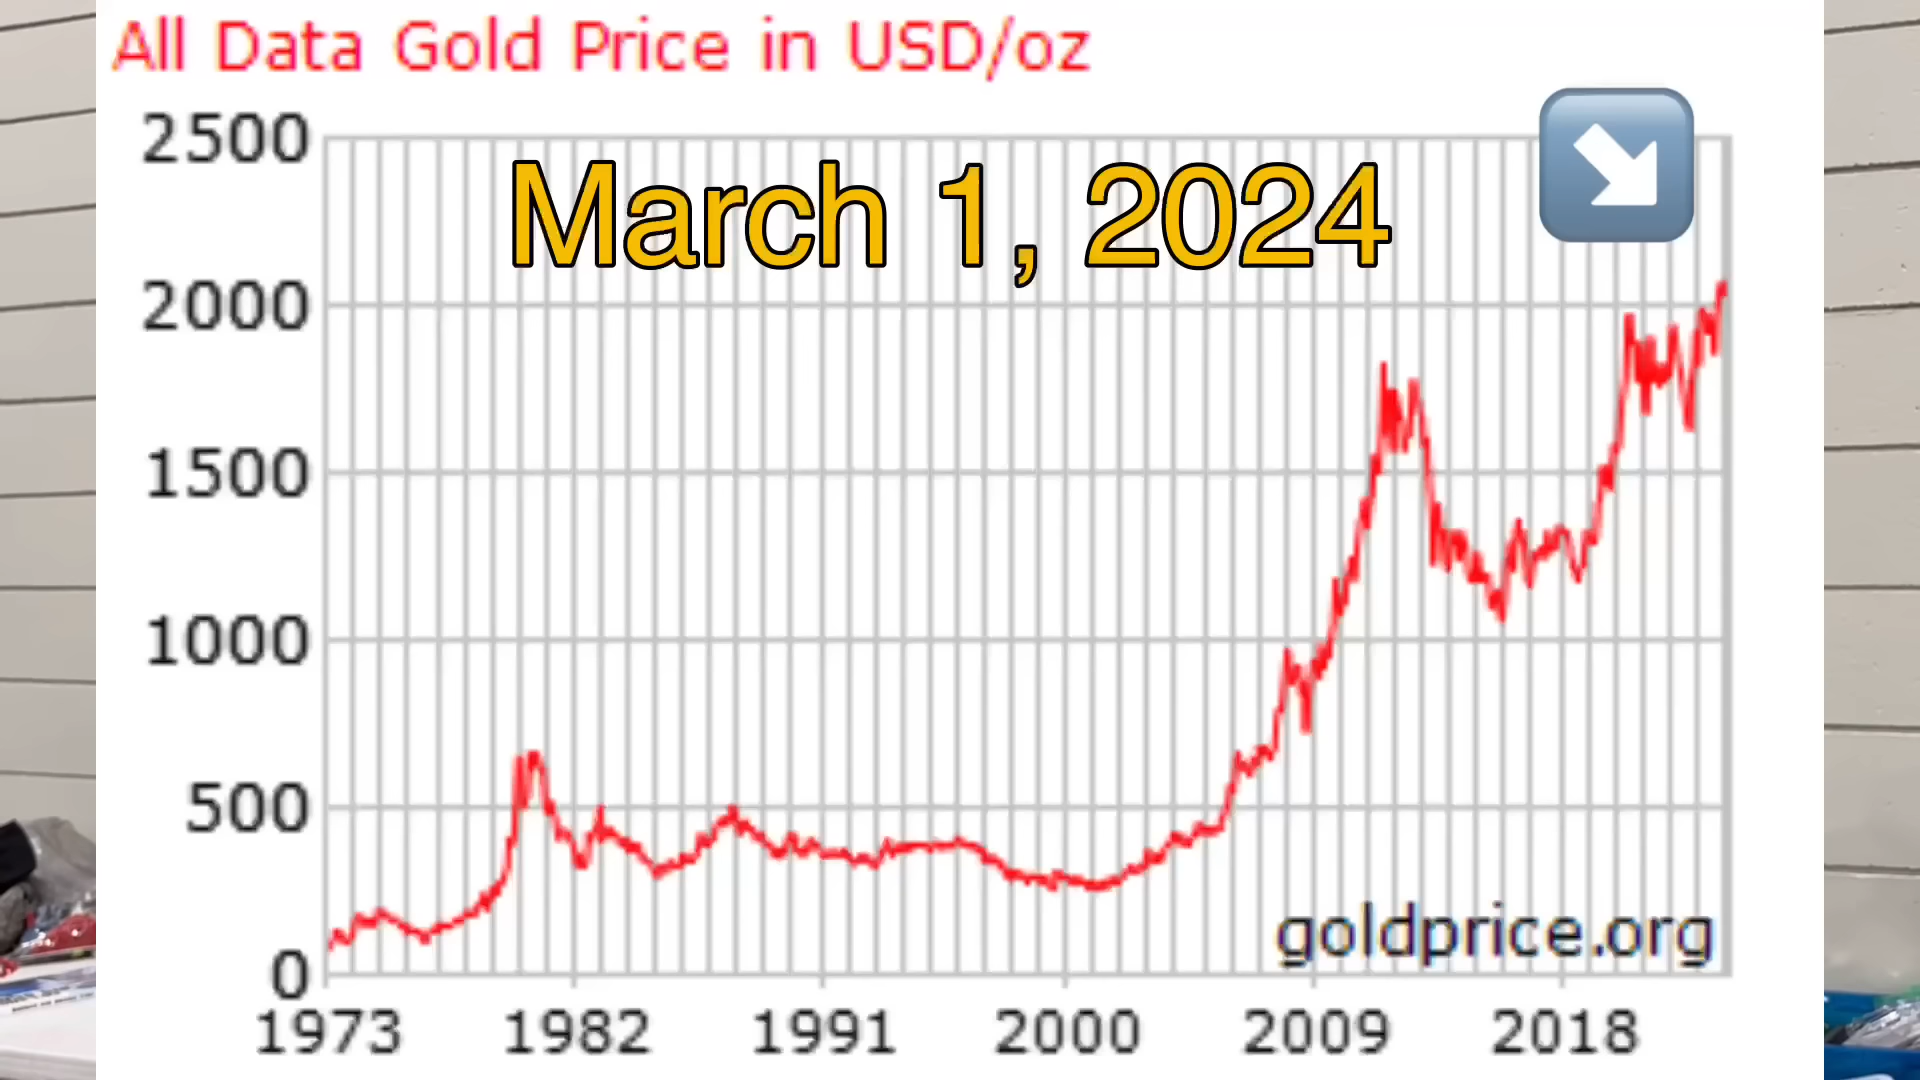 All Data Gold Price in USD/oz
2500
March 1, 2024
2000
1500
1000
500
goldprice.org
0
1973 1982 1991 2000 2009 2018